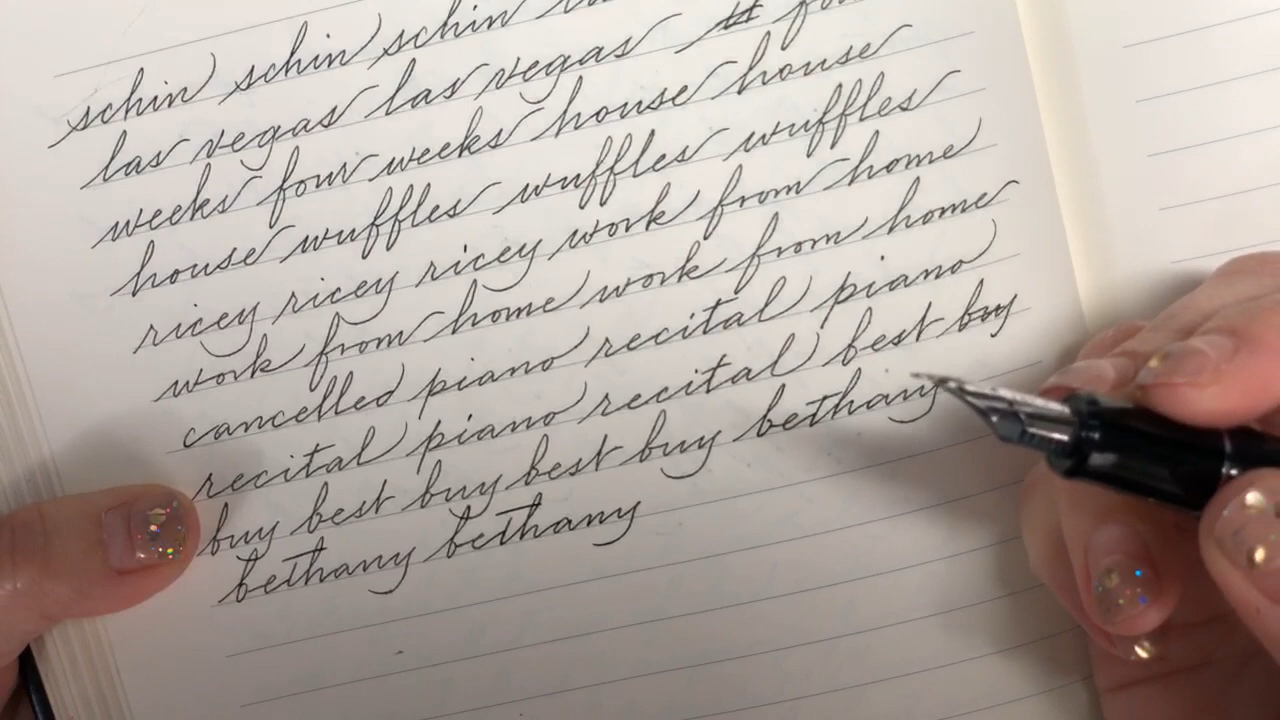 schin schin schin
las vegas las vegas # four
weeks four weeks house house
house wuffles wuffles wuffles
ricey ricey ricey work from home
work from home work from home
cancelled piano recital piano
recital piano recital best buy
buy best buy best buy bethany
bethany bethany